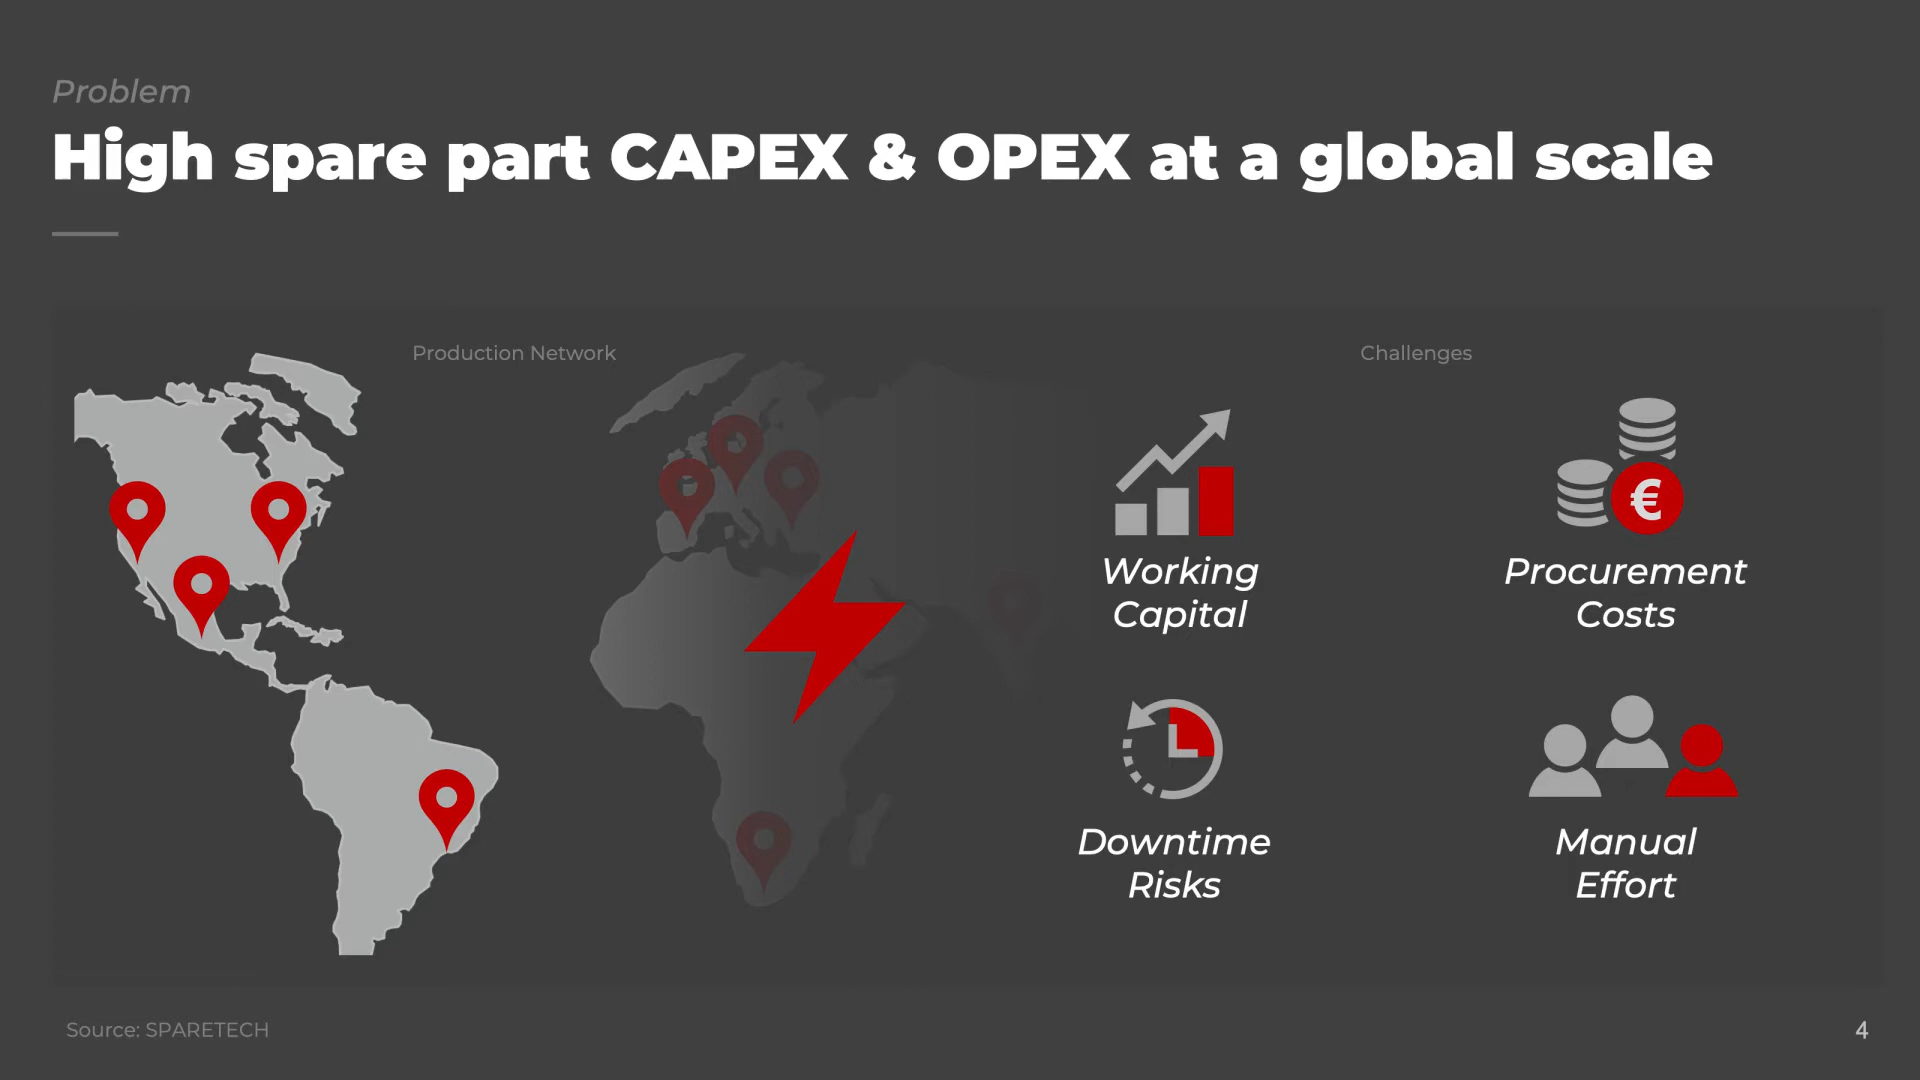 Problem
High spare part CAPEX & OPEX at a global scale
Production Network
Challenges
€
Working
Capital
Procurement
Costs
Downtime
Risks
Manual
Effort
Source: SPARETECH
4